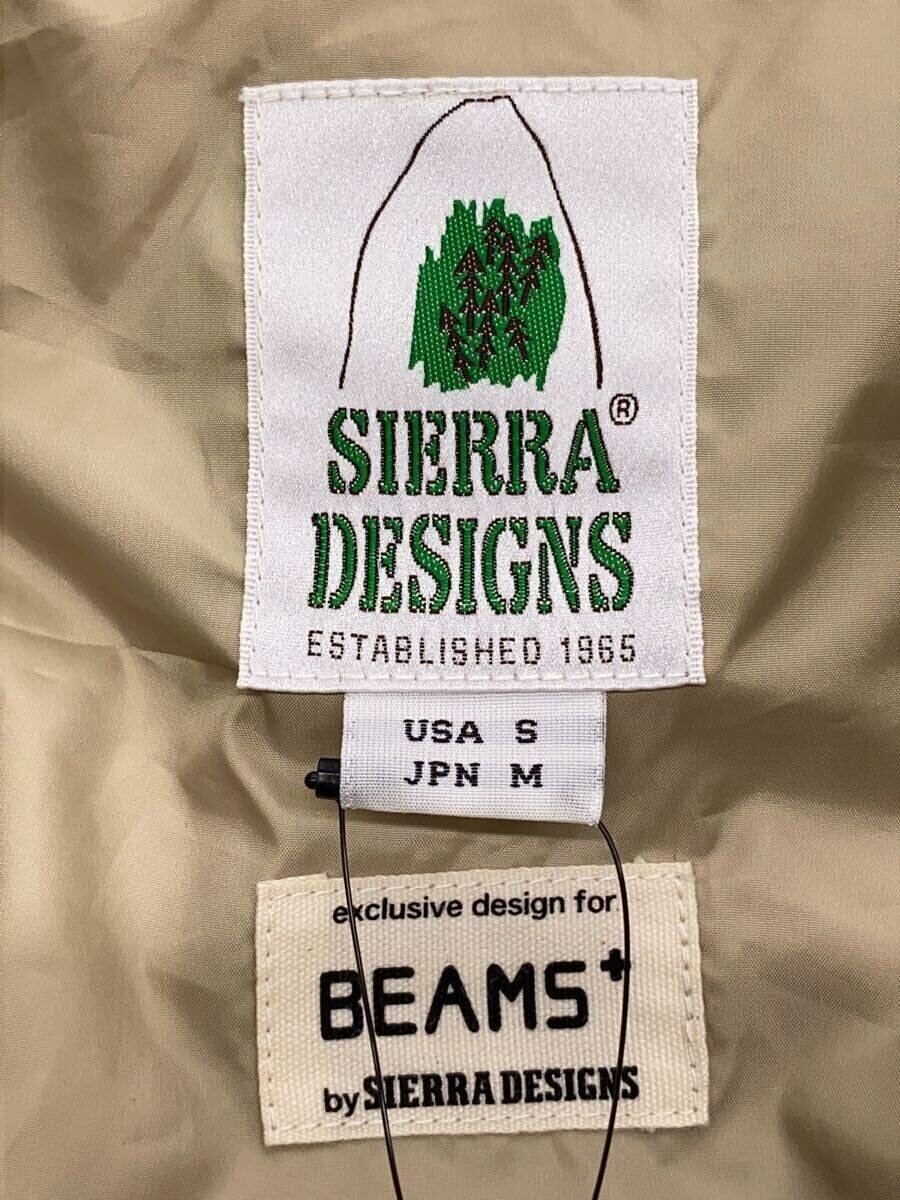 SIERRA®
DESIGNS
ESTABLISHED 1965
USA S
JPN M
exclusive design for
BEAMS+
by SIERRA DESIGNS